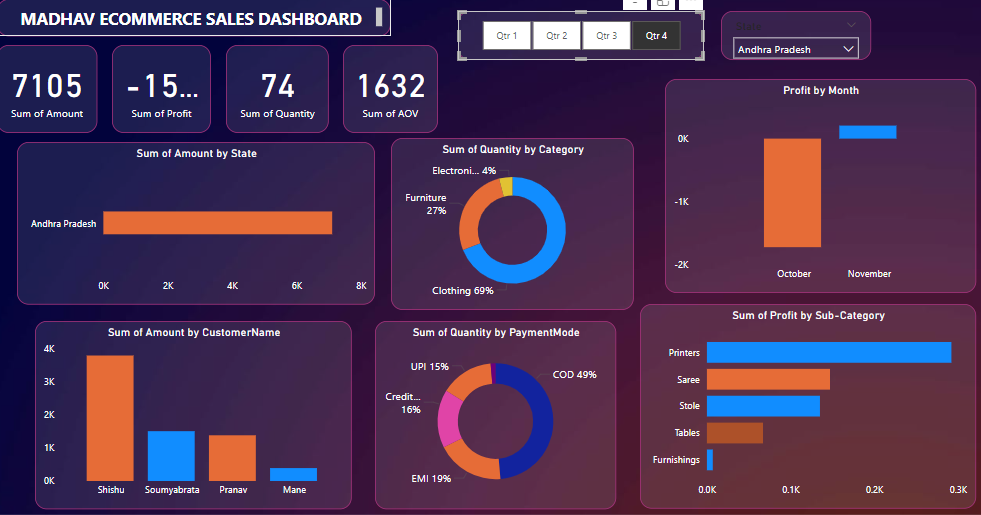 MADHAV ECOMMERCE SALES DASHBOARD
Qtr 1
Qtr 2
Qtr 3
Qtr 4
State
Andhra Pradesh
7105
Sum of Amount
-15...
Sum of Profit
74
Sum of Quantity
1632
Sum of AOV
Sum of Amount by State
Andhra Pradesh
0K 2K 4K 6K 8K
Sum of Quantity by Category
Electroni... 4%
Furniture
27%
Clothing 69%
Profit by Month
0K
-1K
-2K
October November
Sum of Amount by CustomerName
4K
3K
2K
1K
0K
Shishu Soumyabrata Pranav Mane
Sum of Quantity by PaymentMode
UPI 15%
COD 49%
Credit...
16%
EMI 19%
Sum of Profit by Sub-Category
Printers
Saree
Stole
Tables
Furnishings
0.0K 0.1K 0.2K 0.3K